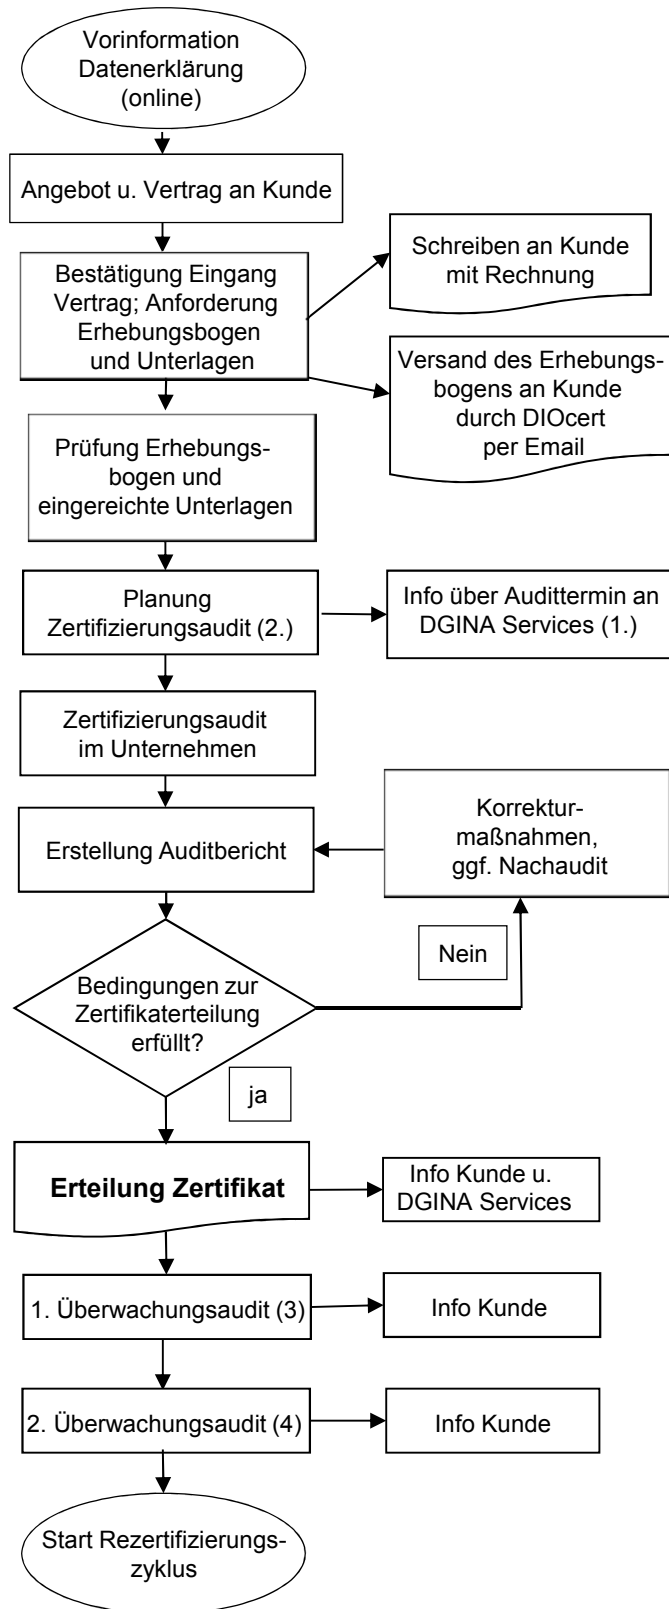 Vorinformation
Datenerklärung
(online)
Angebot u. Vertrag an Kunde
Bestätigung Eingang
Vertrag; Anforderung
Erhebungsbogen
und Unterlagen
Schreiben an Kunde
mit Rechnung
Versand des Erhebungs-
bogens an Kunde
durch DIOcert
per Email
Prüfung Erhebungs-
bogen und
eingereichte Unterlagen
Planung
Zertifizierungsaudit (2.)
Info über Audittermin an
DGINA Services (1.)
Zertifizierungsaudit
im Unternehmen
Erstellung Auditbericht
Korrektur-
maßnahmen,
ggf. Nachaudit
Nein
Bedingungen zur
Zertifikaterteilung
erfüllt?
ja
Erteilung Zertifikat
Info Kunde u.
DGINA Services
1. Überwachungsaudit (3)
Info Kunde
2. Überwachungsaudit (4)
Info Kunde
Start Rezertifizierungs-
zyklus